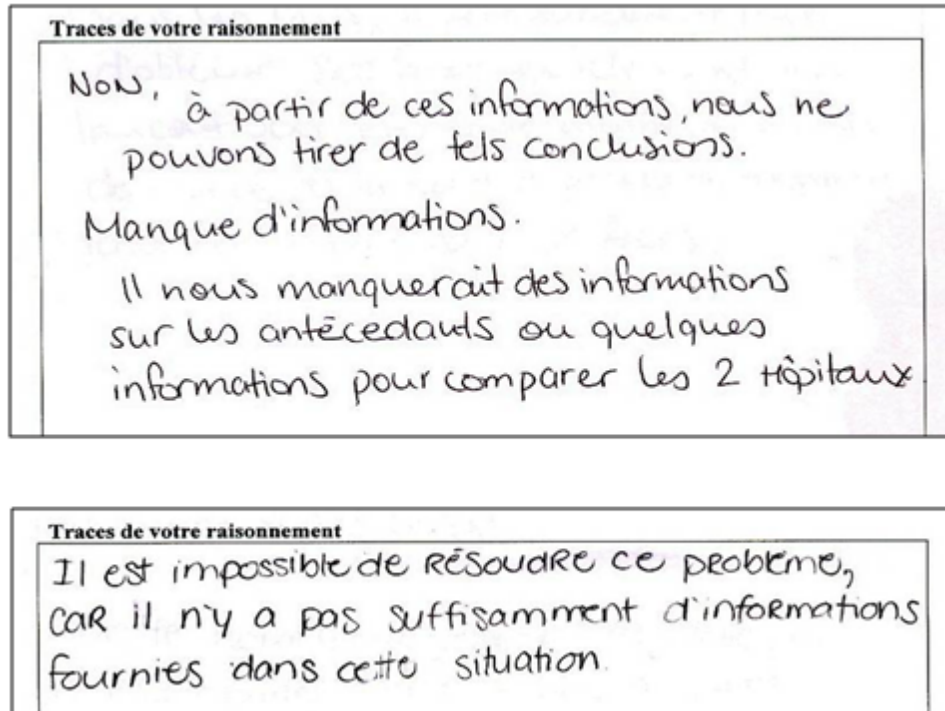 Traces de votre raisonnement
NON, à partir de ces informations, nous ne
pouvons tirer de tels conclusions.
Manque d'informations.
Il nous manquerait des informations
sur les antécédants ou quelques
informations pour comparer les 2 Hôpitaux
Traces de votre raisonnement
Il est impossible de RÉSOUDRE ce PROBLÈME,
CAR il n'y a pas suffisamment d'infoRmations
fournies dans cette situation.